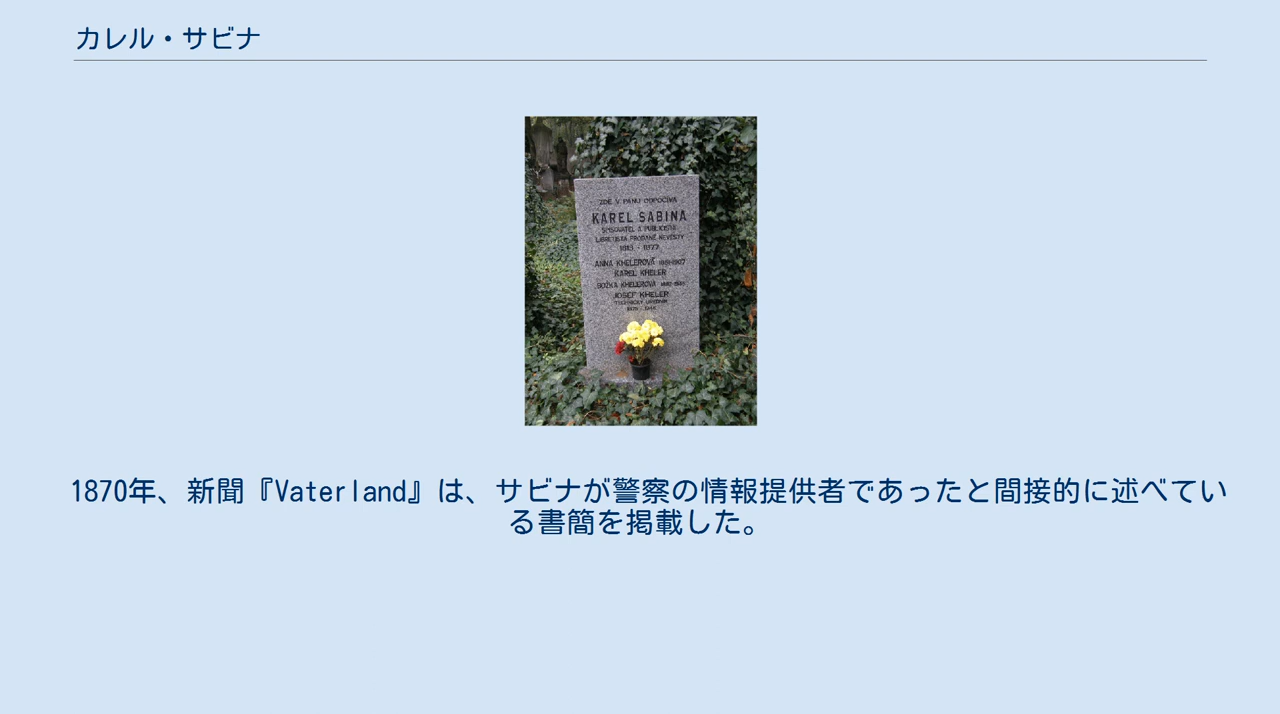 カレル・サビナ
ZDE V PÁNU ODPOČÍVÁ
KAREL SABINA
SPISOVATEL A PUBLICISTA
LIBRETISTA PRODANÉ NEVĚSTY
1813 - 1877
ANNA KHELEROVÁ
KAREL KHELER
BOŽKA KHELEROVÁ
JOSEF KHELER
1870年、新聞『Vaterland』は、サビナが警察の情報提供者であったと間接的に述べてい
る書簡を掲載した。